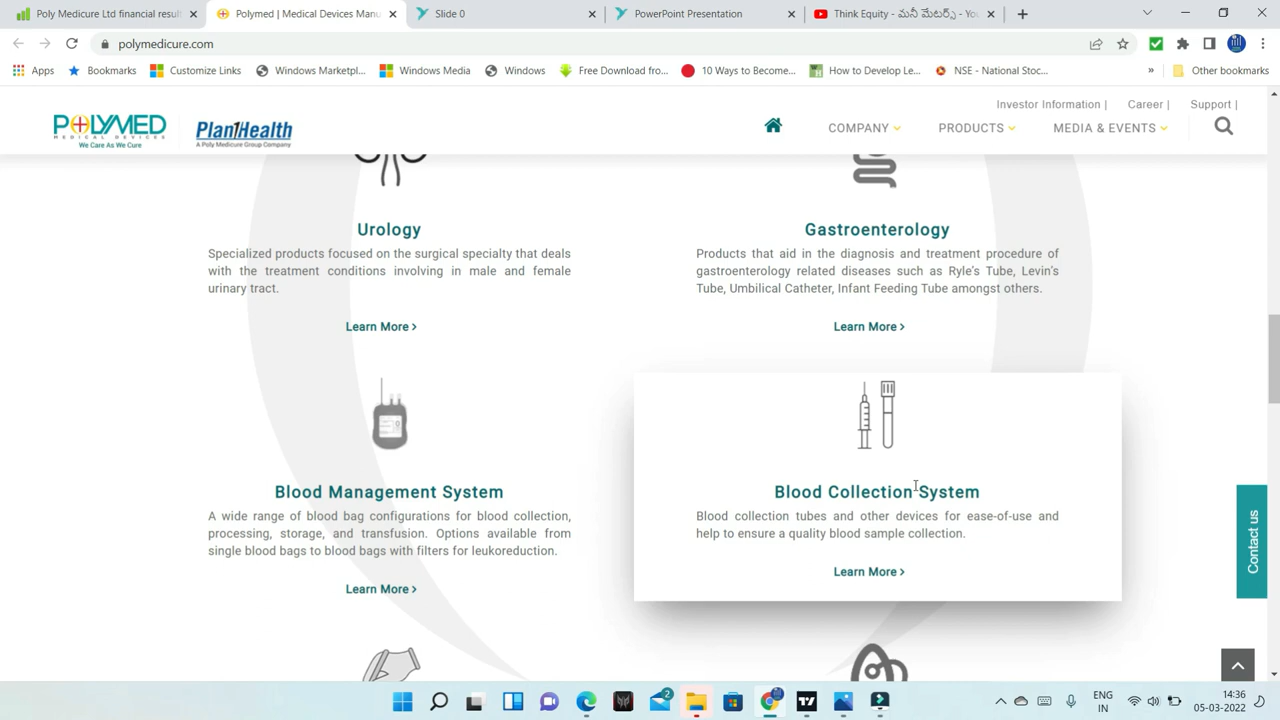 Poly Medicure Ltd financial result
Polymed | Medical Devices Manu
Slide 0
PowerPoint Presentation
Think Equity - మనీ మేటర్స్ - Yo
polymedicure.com
Apps
Bookmarks
Customize Links
Windows Marketpl...
Windows Media
Windows
Free Download fro...
10 Ways to Become...
How to Develop Le...
NSE - National Stoc...
»
Other bookmarks
Investor Information |
Career |
Support |
POLYMED
MEDICAL DEVICES
We Care As We Cure
Plan1Health
A Poly Medicure Group Company
COMPANY
PRODUCTS
MEDIA & EVENTS
Urology
Specialized products focused on the surgical specialty that deals
with the treatment conditions involving in male and female
urinary tract.
Learn More >
Gastroenterology
Products that aid in the diagnosis and treatment procedure of
gastroenterology related diseases such as Ryle's Tube, Levin's
Tube, Umbilical Catheter, Infant Feeding Tube amongst others.
Learn More >
Blood Management System
A wide range of blood bag configurations for blood collection,
processing, storage, and transfusion. Options available from
single blood bags to blood bags with filters for leukoreduction.
Learn More >
Blood Collection System
Blood collection tubes and other devices for ease-of-use and
help to ensure a quality blood sample collection.
Learn More >
Contact us
2
ENG
IN
14:36
05-03-2022